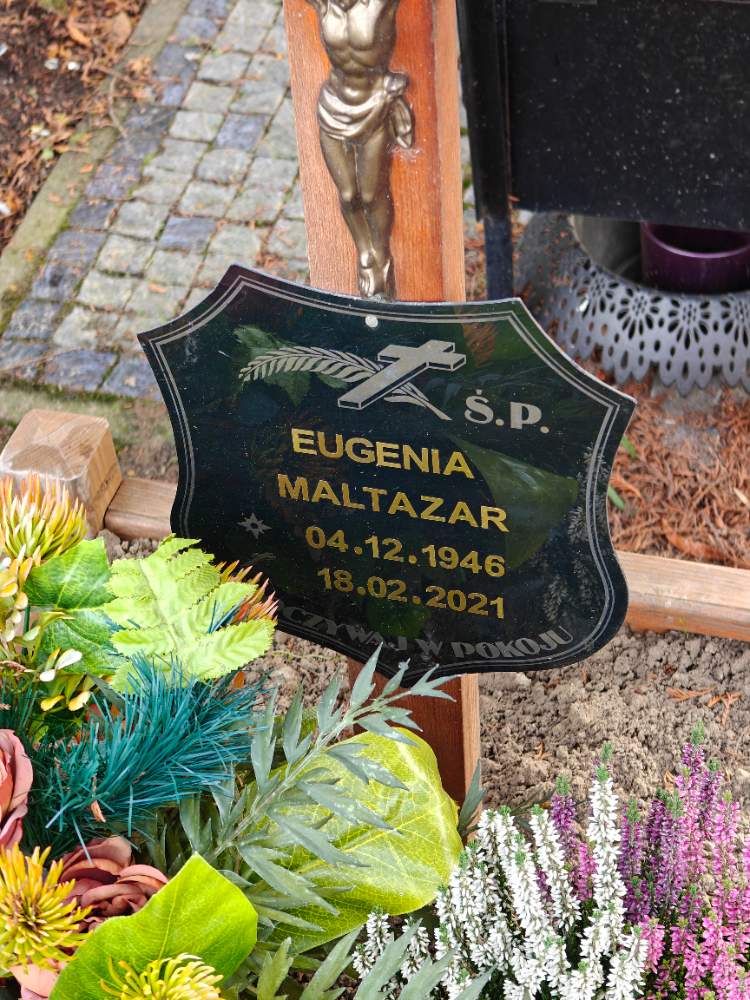 Ś.P.
EUGENIA
MALTAZAR
04.12.1946
18.02.2021
W POKOJU